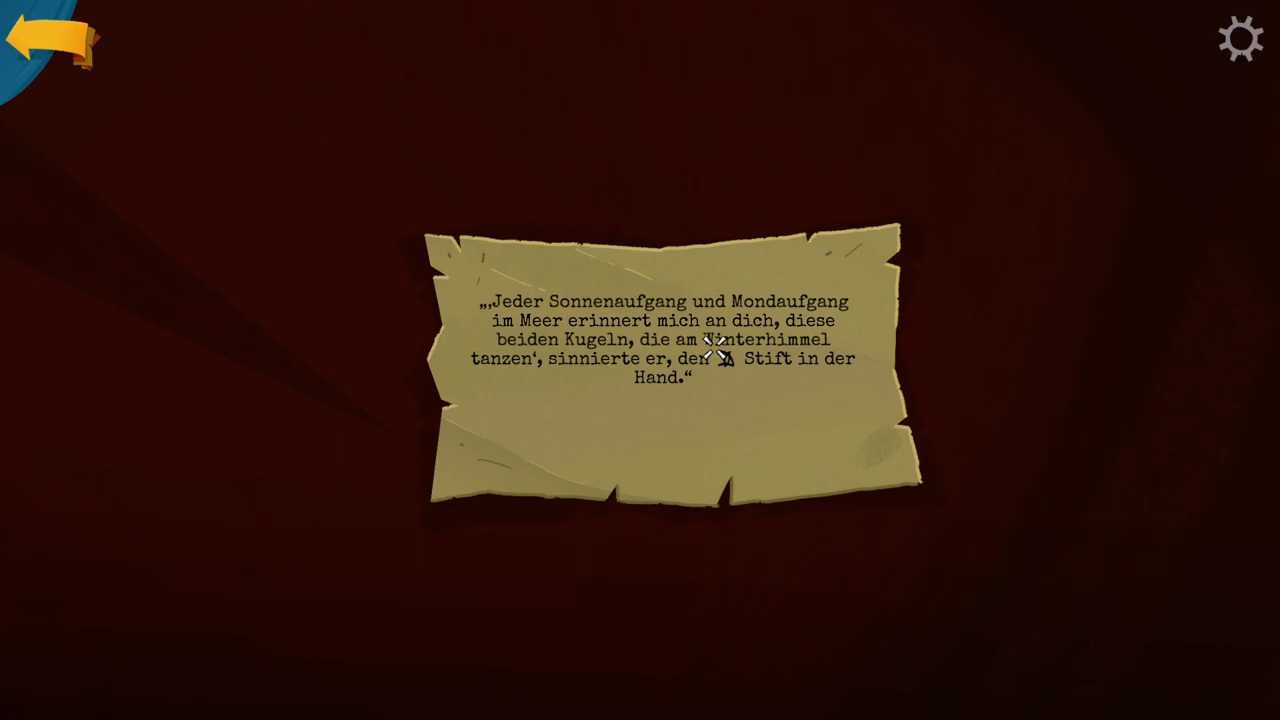 „‚Jeder Sonnenaufgang und Mondaufgang
im Meer erinnert mich an dich, diese
beiden Kugeln, die am Winterhimmel
tanzen‘, sinnierte er, den Stift in der
Hand.“